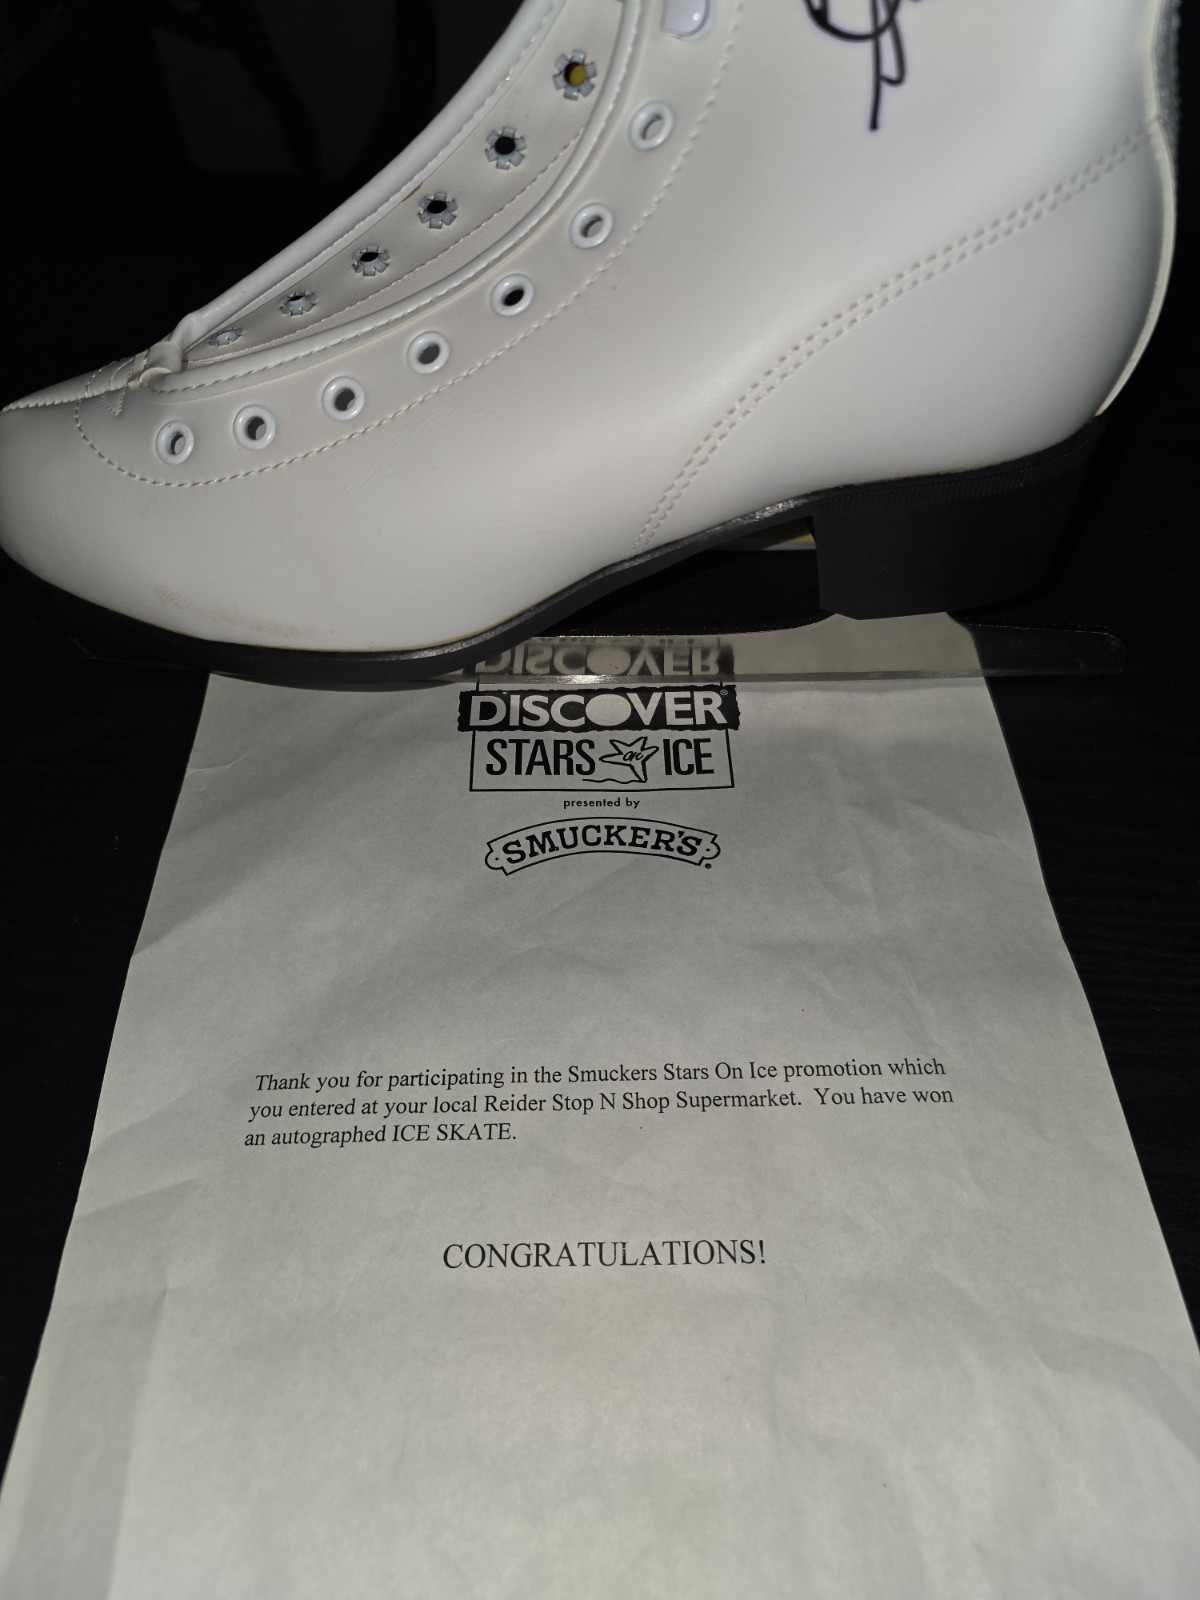 DISCOVER
DISCOVER®
STARS on ICE
presented by
SMUCKER'S®
Thank you for participating in the Smuckers Stars On Ice promotion which
you entered at your local Reider Stop N Shop Supermarket.  You have won
an autographed ICE SKATE.
CONGRATULATIONS!